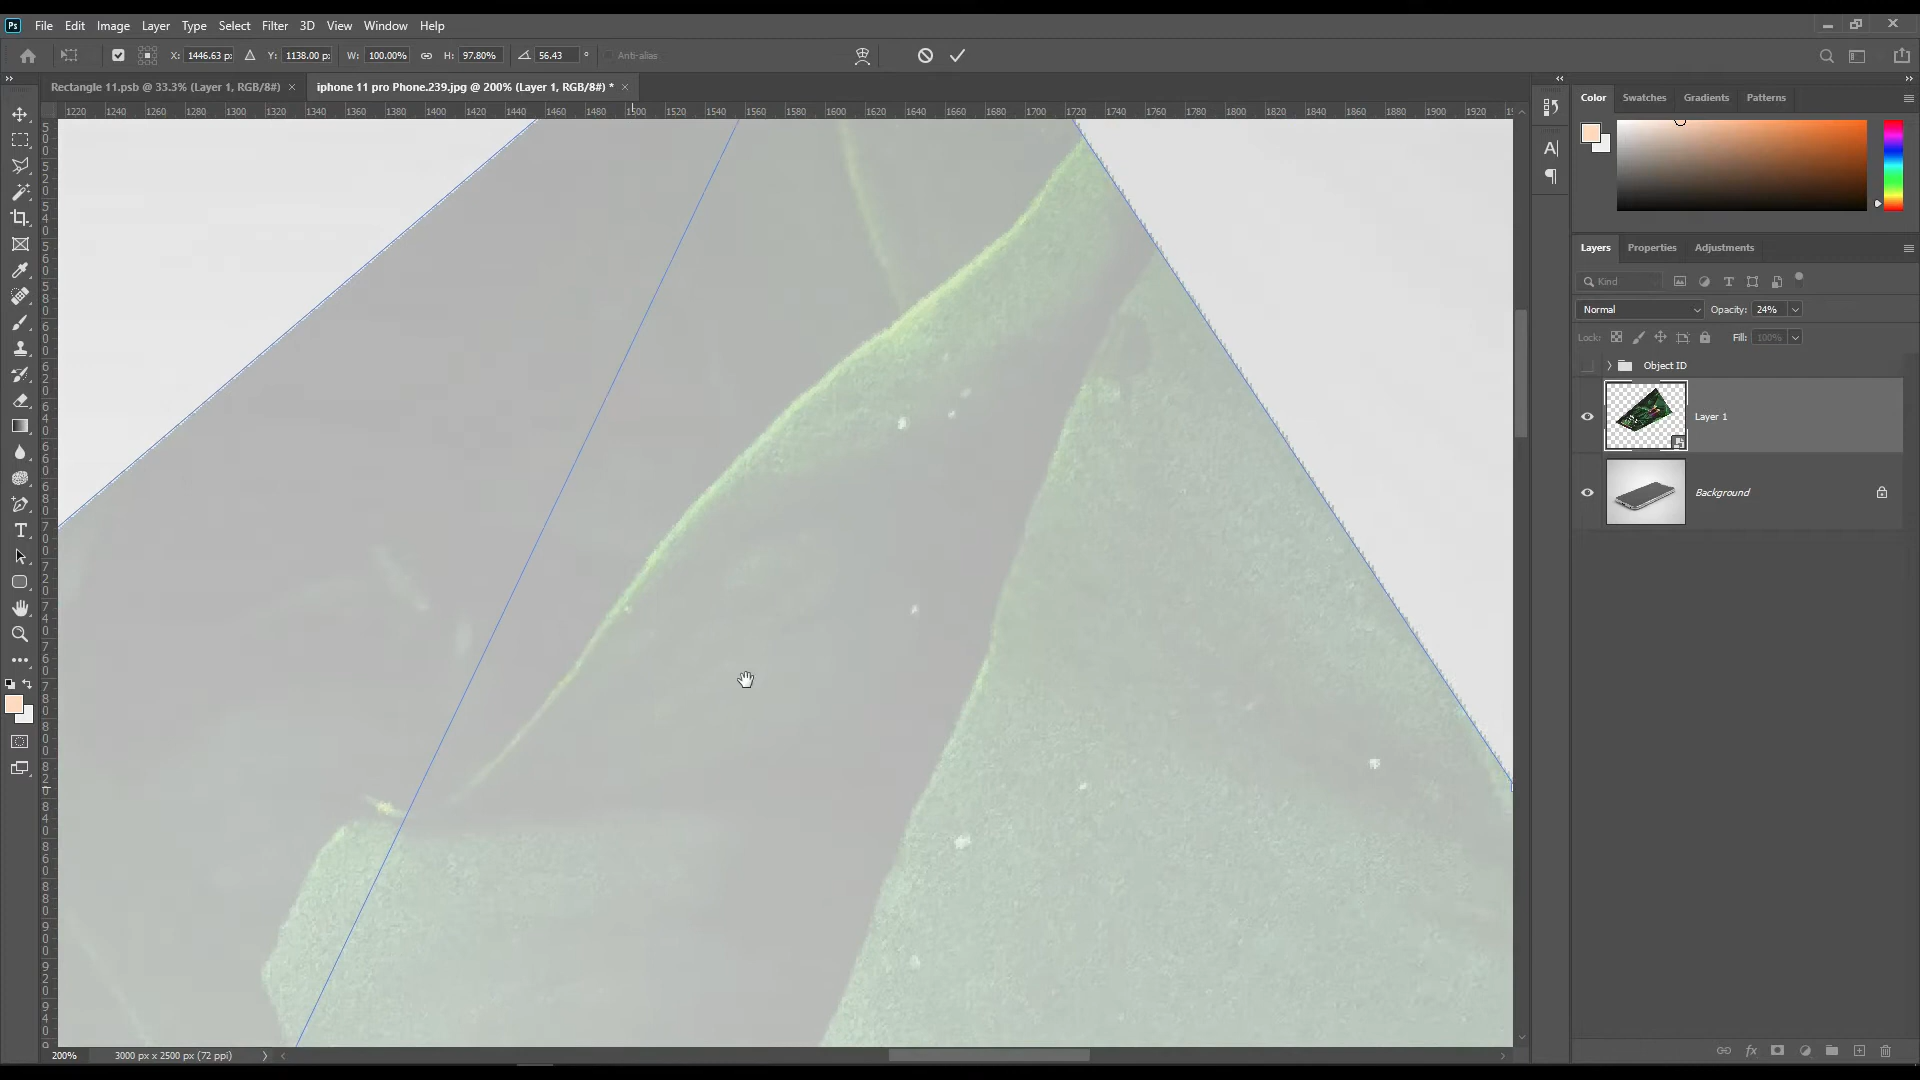 Ps File Edit Image Layer Type Select Filter 3D View Window Help
X: 1446.63 p: Y: 1138.00 p: W: 100.00% H: 97.80% 56.43 ° Anti-alias
Rectangle 11.psb @ 33.3% (Layer 1, RGB/8#) × iphone 11 pro Phone.239.jpg @ 200% (Layer 1, RGB/8#) * ×
1220 1240 1260 1280 1300 1320 1340 1360 1380 1400 1420 1440 1460 1480 1500 1520 1540 1560 1580 1600 1620 1640 1660 1680 1700 1720 1740 1760 1780 1800 1820 1840 1860 1880 1900 1920
Color Swatches Gradients Patterns
Layers Properties Adjustments
Kind
Normal Opacity: 24%
Lock: Fill: 100%
Object ID
Layer 1
Background
200% 3000 px x 2500 px (72 ppi)